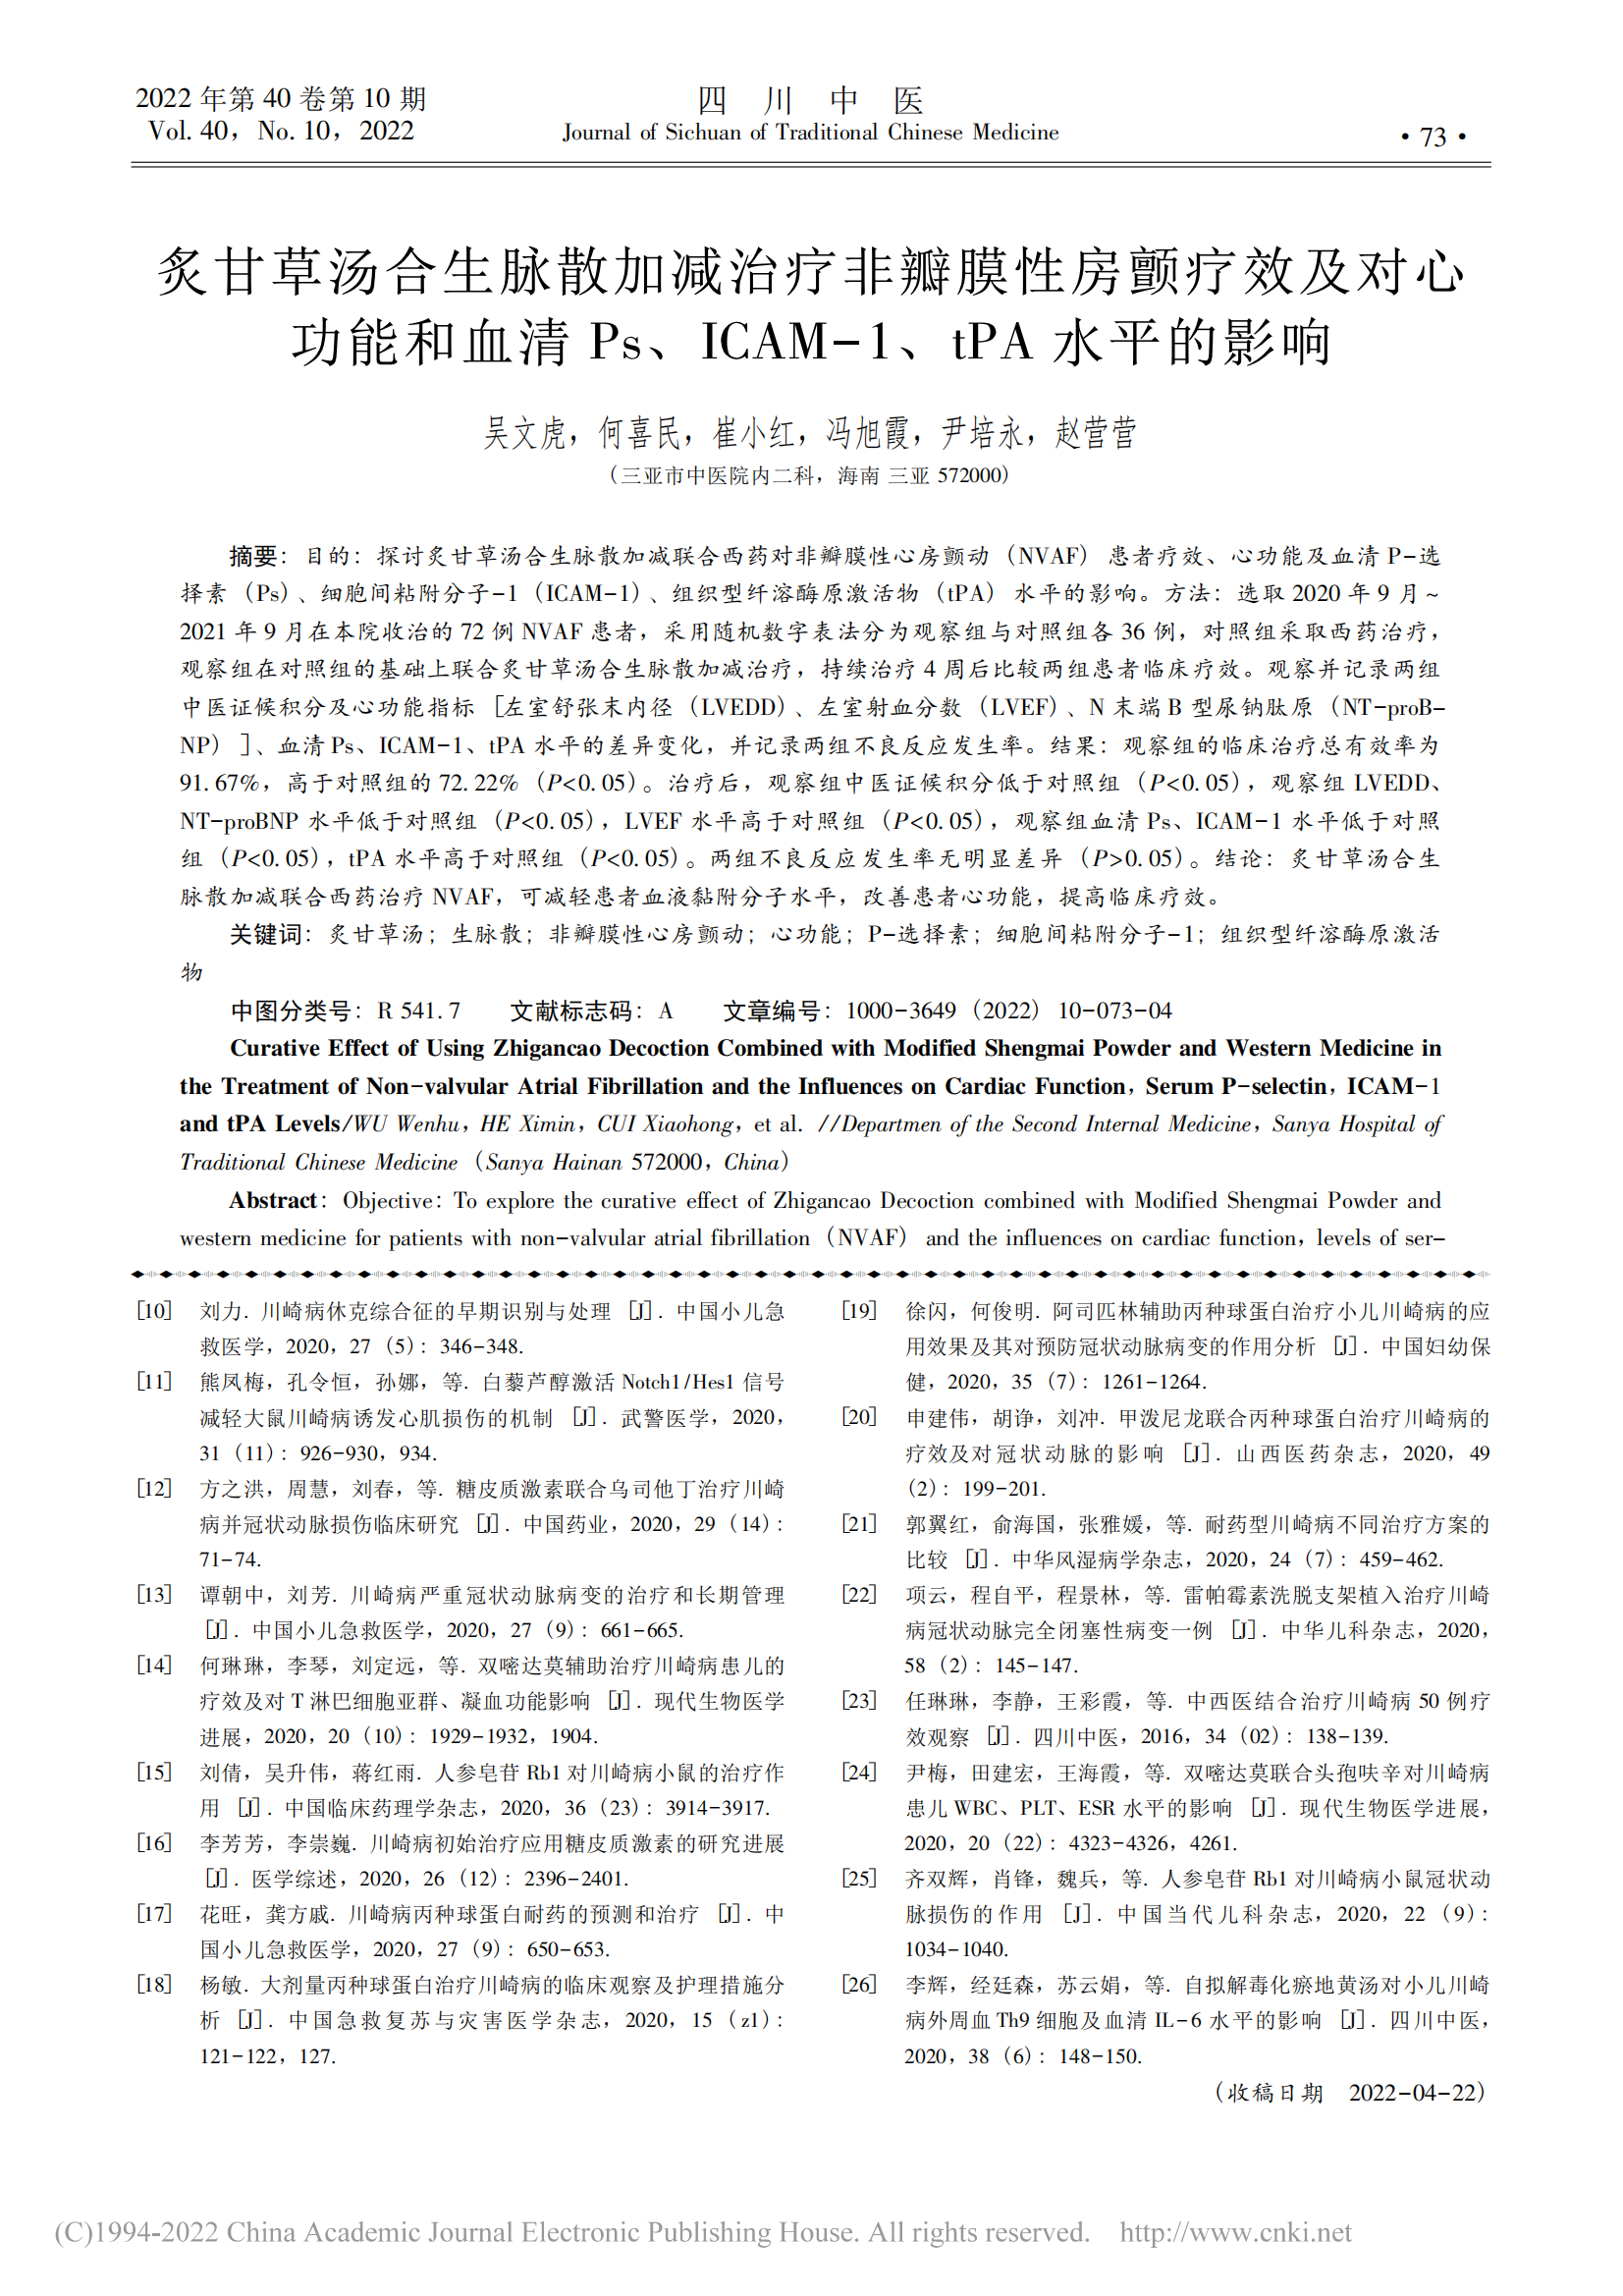 2022 年第 40 卷第 10 期
Vol. 40，No. 10，2022
四 川 中 医
Journal of Sichuan of Traditional Chinese Medicine
· 73 ·
炙甘草汤合生脉散加减治疗非瓣膜性房颤疗效及对心
功能和血清 Ps、ICAM-1、tPA 水平的影响
吴文虎，何喜民，崔小红，冯旭霞，尹培永，赵营营
（三亚市中医院内二科，海南 三亚 572000）
摘要：目的：探讨炙甘草汤合生脉散加减联合西药对非瓣膜性心房颤动（NVAF）患者疗效、心功能及血清 P-选
择素（Ps）、细胞间粘附分子-1（ICAM-1）、组织型纤溶酶原激活物（tPA）水平的影响。方法：选取 2020 年 9 月~
2021 年 9 月在本院收治的 72 例 NVAF 患者，采用随机数字表法分为观察组与对照组各 36 例，对照组采取西药治疗，
观察组在对照组的基础上联合炙甘草汤合生脉散加减治疗，持续治疗 4 周后比较两组患者临床疗效。观察并记录两组
中医证候积分及心功能指标［左室舒张末内径（LVEDD）、左室射血分数（LVEF）、N 末端 B 型尿钠肽原（NT-proB-
NP）］、血清 Ps、ICAM-1、tPA 水平的差异变化，并记录两组不良反应发生率。结果：观察组的临床治疗总有效率为
91. 67%，高于对照组的 72. 22%（P<0. 05）。治疗后，观察组中医证候积分低于对照组（P<0. 05），观察组 LVEDD、
NT-proBNP 水平低于对照组（P<0. 05），LVEF 水平高于对照组（P<0. 05），观察组血清 Ps、ICAM-1 水平低于对照
组（P<0. 05），tPA 水平高于对照组（P<0. 05）。两组不良反应发生率无明显差异（P>0. 05）。结论：炙甘草汤合生
脉散加减联合西药治疗 NVAF，可减轻患者血液黏附分子水平，改善患者心功能，提高临床疗效。
关键词：炙甘草汤；生脉散；非瓣膜性心房颤动；心功能；P-选择素；细胞间粘附分子-1；组织型纤溶酶原激活
物
中图分类号：R 541. 7 文献标志码：A 文章编号：1000-3649（2022）10-073-04
Curative Effect of Using Zhigancao Decoction Combined with Modified Shengmai Powder and Western Medicine in
the Treatment of Non-valvular Atrial Fibrillation and the Influences on Cardiac Function，Serum P-selectin，ICAM-1
and tPA Levels/WU Wenhu，HE Ximin，CUI Xiaohong，et al. //Departmen of the Second Internal Medicine，Sanya Hospital of
Traditional Chinese Medicine（Sanya Hainan 572000，China）
Abstract：Objective：To explore the curative effect of Zhigancao Decoction combined with Modified Shengmai Powder and
western medicine for patients with non-valvular atrial fibrillation（NVAF）and the influences on cardiac function，levels of ser-
［10］ 刘力. 川崎病休克综合征的早期识别与处理［J］. 中国小儿急
救医学，2020，27（5）：346-348.
［11］ 熊凤梅，孔令恒，孙娜，等. 白藜芦醇激活 Notch1/Hes1 信号
减轻大鼠川崎病诱发心肌损伤的机制［J］. 武警医学，2020，
31（11）：926-930，934.
［12］ 方之洪，周慧，刘春，等. 糖皮质激素联合乌司他丁治疗川崎
病并冠状动脉损伤临床研究［J］. 中国药业，2020，29（14）：
71-74.
［13］ 谭朝中，刘芳. 川崎病严重冠状动脉病变的治疗和长期管理
［J］. 中国小儿急救医学，2020，27（9）：661-665.
［14］ 何琳琳，李琴，刘定远，等. 双嘧达莫辅助治疗川崎病患儿的
疗效及对 T 淋巴细胞亚群、凝血功能影响［J］. 现代生物医学
进展，2020，20（10）：1929-1932，1904.
［15］ 刘倩，吴升伟，蒋红雨. 人参皂苷 Rb1 对川崎病小鼠的治疗作
用［J］. 中国临床药理学杂志，2020，36（23）：3914-3917.
［16］ 李芳芳，李崇巍. 川崎病初始治疗应用糖皮质激素的研究进展
［J］. 医学综述，2020，26（12）：2396-2401.
［17］ 花旺，龚方戚. 川崎病丙种球蛋白耐药的预测和治疗［J］. 中
国小儿急救医学，2020，27（9）：650-653.
［18］ 杨敏. 大剂量丙种球蛋白治疗川崎病的临床观察及护理措施分
析［J］. 中国急救复苏与灾害医学杂志，2020，15（z1）：
121-122，127.
［19］ 徐闪，何俊明. 阿司匹林辅助丙种球蛋白治疗小儿川崎病的应
用效果及其对预防冠状动脉病变的作用分析［J］. 中国妇幼保
健，2020，35（7）：1261-1264.
［20］ 申建伟，胡诤，刘冲. 甲泼尼龙联合丙种球蛋白治疗川崎病的
疗效及对冠状动脉的影响［J］. 山西医药杂志，2020，49
（2）：199-201.
［21］ 郭翼红，俞海国，张雅媛，等. 耐药型川崎病不同治疗方案的
比较［J］. 中华风湿病学杂志，2020，24（7）：459-462.
［22］ 项云，程自平，程景林，等. 雷帕霉素洗脱支架植入治疗川崎
病冠状动脉完全闭塞性病变一例［J］. 中华儿科杂志，2020，
58（2）：145-147.
［23］ 任琳琳，李静，王彩霞，等. 中西医结合治疗川崎病 50 例疗
效观察［J］. 四川中医，2016，34（02）：138-139.
［24］ 尹梅，田建宏，王海霞，等. 双嘧达莫联合头孢呋辛对川崎病
患儿 WBC、PLT、ESR 水平的影响［J］. 现代生物医学进展，
2020，20（22）：4323-4326，4261.
［25］ 齐双辉，肖锋，魏兵，等. 人参皂苷 Rb1 对川崎病小鼠冠状动
脉损伤的作用［J］. 中国当代儿科杂志，2020，22（9）：
1034-1040.
［26］ 李辉，经廷森，苏云娟，等. 自拟解毒化瘀地黄汤对小儿川崎
病外周血 Th9 细胞及血清 IL-6 水平的影响［J］. 四川中医，
2020，38（6）：148-150.
（收稿日期 2022-04-22）
(C)1994-2022 China Academic Journal Electronic Publishing House. All rights reserved. http://www.cnki.net